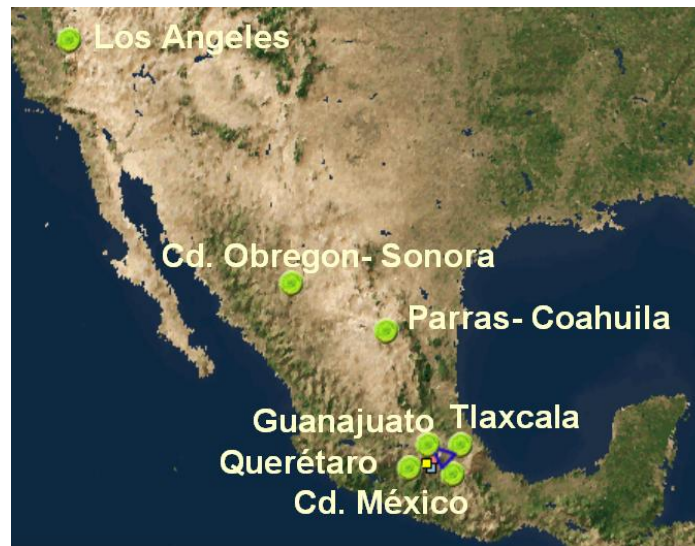 Los Angeles
Cd. Obregon- Sonora
Parras- Coahuila
Guanajuato
Tlaxcala
Querétaro
Cd. México